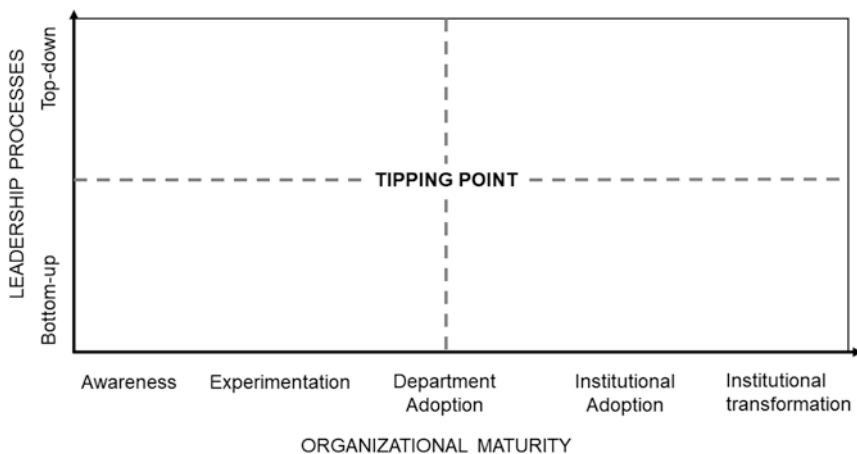 LEADERSHIP PROCESSES
Top-down
Bottom-up
TIPPING POINT
Awareness
Experimentation
Department
Adoption
Institutional
Adoption
Institutional
transformation
ORGANIZATIONAL MATURITY